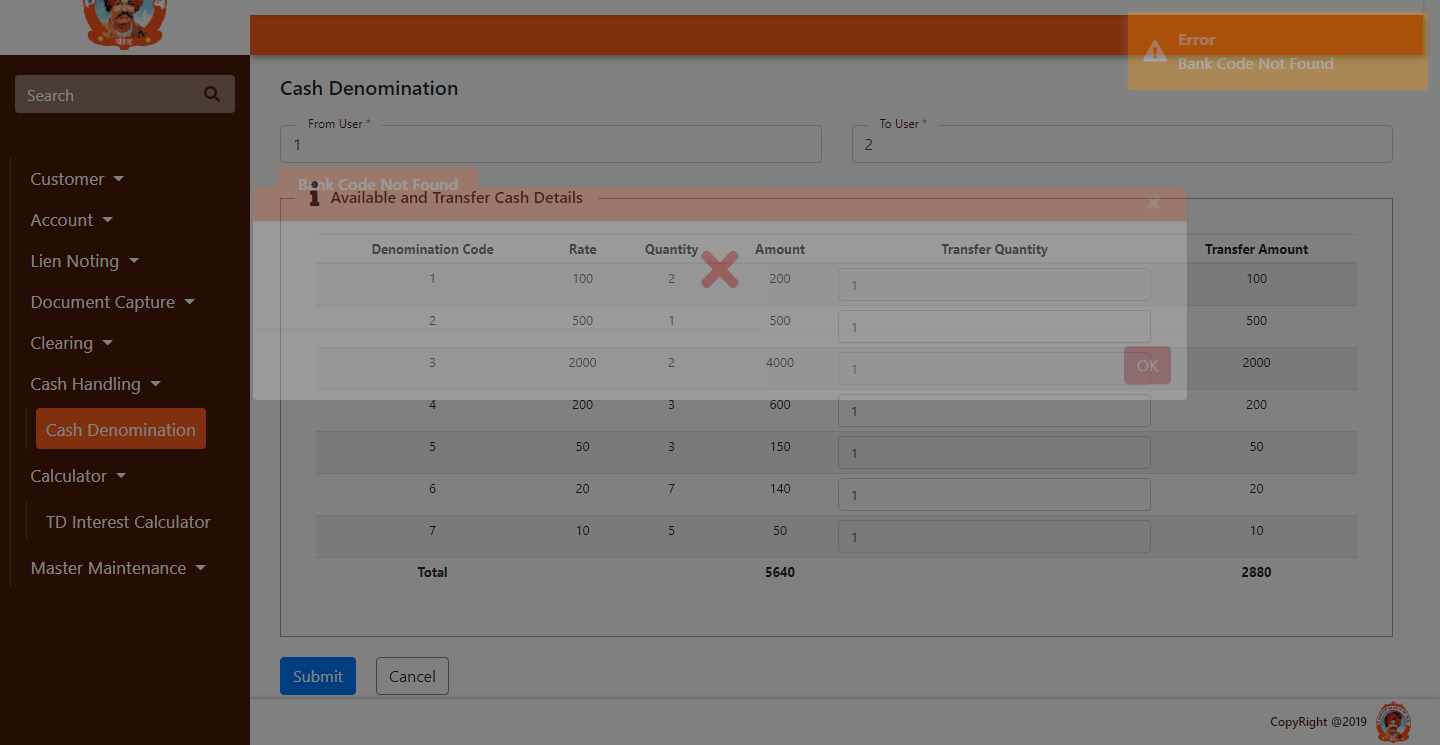 वीड
Error
Bank Code Not Found
Search
Cash Denomination
From User *
To User *
1
2
Customer
Bank Code Not Found
Available and Transfer Cash Details
Account
Denomination Code Rate Quantity Amount Transfer Quantity Transfer Amount
Lien Noting
1 100 2 200 1 100
Document Capture
2 500 1 500 1 500
Clearing
3 2000 2 4000 1 2000
OK
Cash Handling
4 200 3 600 1 200
Cash Denomination
5 50 3 150 1 50
Calculator
6 20 7 140 1 20
TD Interest Calculator
7 10 5 50 1 10
Master Maintenance
Total 5640 2880
Submit
Cancel
CopyRight @2019